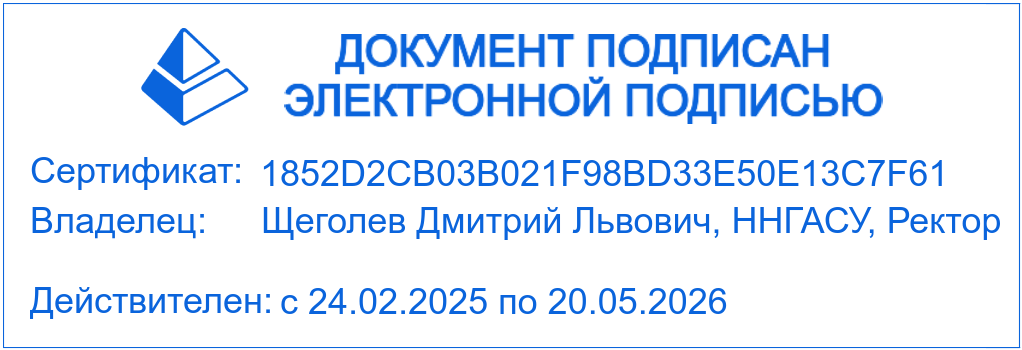 ДОКУМЕНТ ПОДПИСАН
ЭЛЕКТРОННОЙ ПОДПИСЬЮ
Сертификат: 1852D2CB03B021F98BD33E50E13C7F61
Владелец: Щеголев Дмитрий Львович, ННГАСУ, Ректор
Действителен: с 24.02.2025 по 20.05.2026